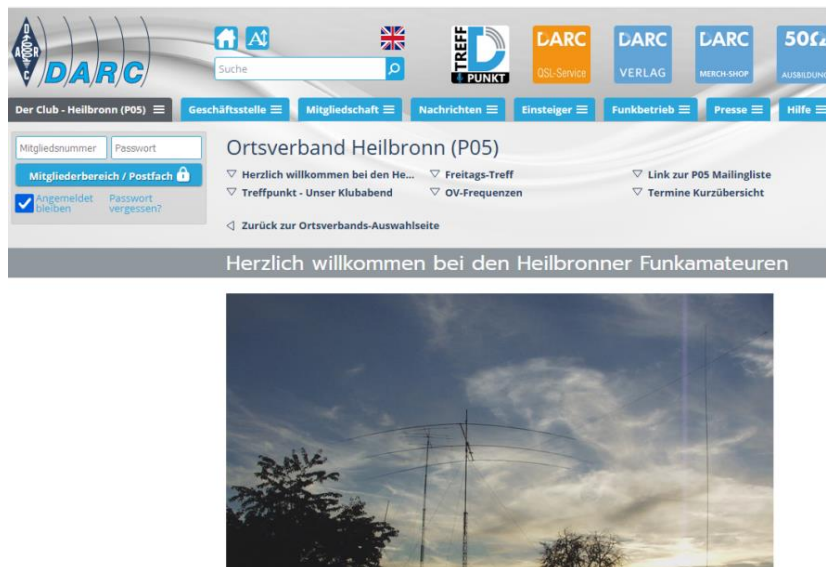 DARC
DARC
Suche
TREFF
PUNKT
DARC
QSL-Service
DARC
VERLAG
DARC
MERCH-SHOP
50Ω
AUSBILDUNG
Der Club - Heilbronn (P05)
Geschäftsstelle
Mitgliedschaft
Nachrichten
Einsteiger
Funkbetrieb
Presse
Hilfe
Mitgliedsnummer Passwort
Mitgliederbereich / Postfach
Angemeldet bleiben
Passwort vergessen?
Ortsverband Heilbronn (P05)
Herzlich willkommen bei den He...
Freitags-Treff
Link zur P05 Mailingliste
Treffpunkt - Unser Klubabend
OV-Frequenzen
Termine Kurzübersicht
Zurück zur Ortsverbands-Auswahlseite
Herzlich willkommen bei den Heilbronner Funkamateuren